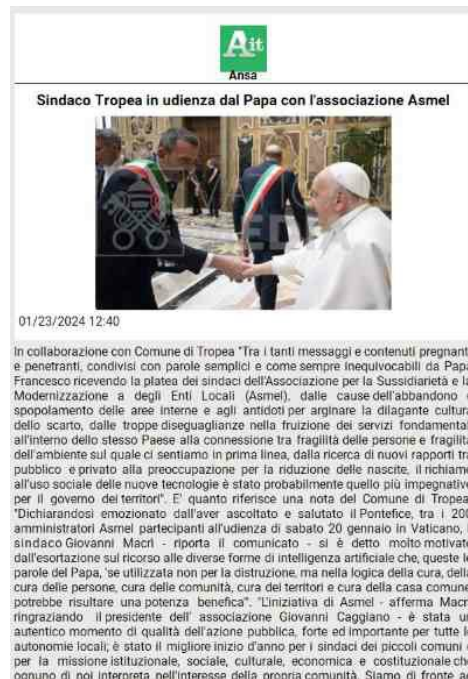 Ait
Ansa
Sindaco Tropea in udienza dal Papa con l'associazione Asmel
01/23/2024 12:40
In collaborazione con Comune di Tropea "Tra i tanti messaggi e contenuti pregnanti
e penetranti, condivisi con parole semplici e come sempre inequivocabili da Papa
Francesco ricevendo la platea dei sindaci dell'Associazione per la Sussidiarietà e la
Modernizzazione a degli Enti Locali (Asmel), dalle cause dell'abbandono e
spopolamento delle aree interne e agli antidoti per arginare la dilagante cultura
dello scarto, dalle troppe diseguaglianze nella fruizione dei servizi fondamentali
all'interno dello stesso Paese alla connessione tra fragilità delle persone e fragilità
dell'ambiente sul quale ci sentiamo in prima linea, dalla ricerca di nuovi rapporti tra
pubblico e privato alla preoccupazione per la riduzione delle nascite, il richiamo
all'uso sociale delle nuove tecnologie è stato probabilmente quello più impegnativo
per il governo dei territori". E' quanto riferisce una nota del Comune di Tropea.
"Dichiarandosi emozionato dall'aver ascoltato e salutato il Pontefice, tra i 200
amministratori Asmel partecipanti all'udienza di sabato 20 gennaio in Vaticano, il
sindaco Giovanni Macrì - riporta il comunicato - si è detto molto motivato
dall'esortazione sul ricorso alle diverse forme di intelligenza artificiale che, queste le
parole del Papa, 'se utilizzata non per la distruzione, ma nella logica della cura, della
cura delle persone, cura delle comunità, cura dei territori e cura della casa comune,
potrebbe risultare una potenza benefica". "L'iniziativa di Asmel - afferma Macrì
ringraziando il presidente dell' associazione Giovanni Caggiano - è stata un
autentico momento di qualità dell'azione pubblica, forte ed importante per tutte le
autonomie locali; è stato il migliore inizio d'anno per i sindaci dei piccoli comuni e
per la missione istituzionale, sociale, culturale, economica e costituzionale che
ognuno di noi interpreta nell'interesse della propria comunità. Siamo di fronte ad